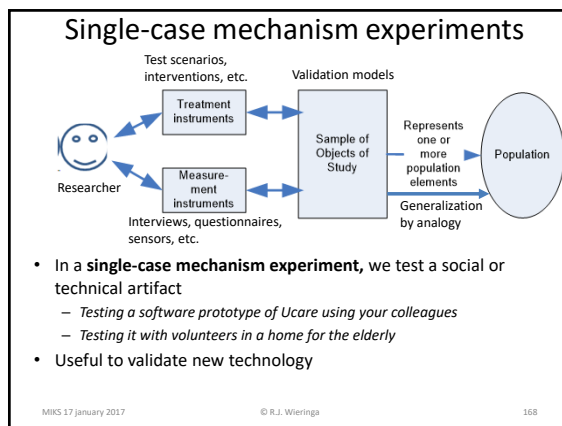 Single-case mechanism experiments
Test scenarios,
interventions, etc.
Validation models
Treatment
instruments
Researcher
Measure-
ment
instruments
Interviews, questionnaires,
sensors, etc.
Sample of
Objects of
Study
Represents
one or
more
population
elements
Generalization
by analogy
Population
• In a single-case mechanism experiment, we test a social or
technical artifact
– Testing a software prototype of Ucare using your colleagues
– Testing it with volunteers in a home for the elderly
• Useful to validate new technology
MIKS 17 january 2017
© R.J. Wieringa
168